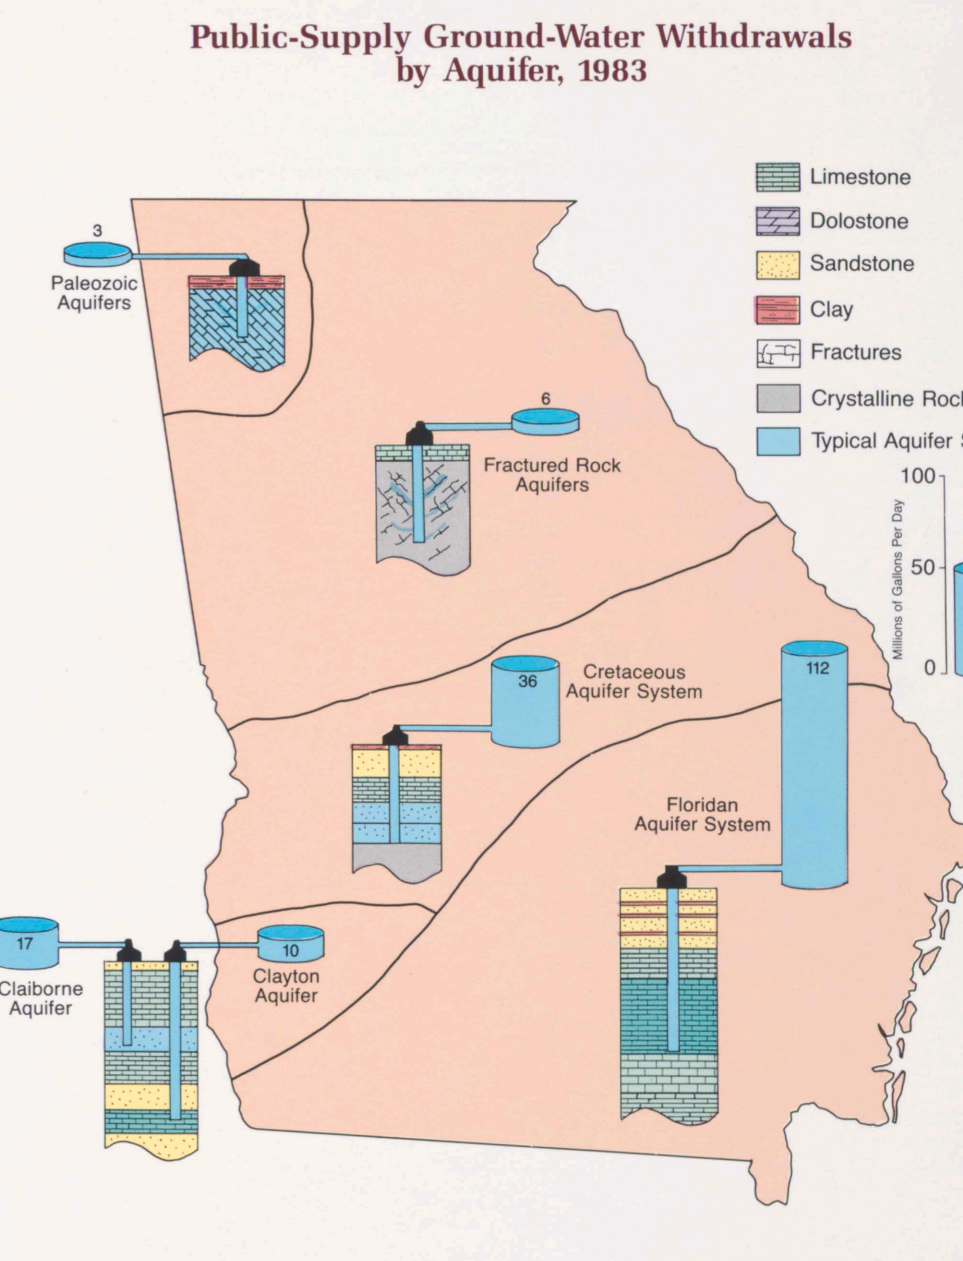 Public-Supply Ground-Water Withdrawals
by Aquifer, 1983
Limestone
Dolostone
Sandstone
Clay
Fractures
Crystalline Roc
Typical Aquifer
100
50
0
Millions of Gallons Per Day
3
Paleozoic
Aquifers
6
Fractured Rock
Aquifers
36
Cretaceous
Aquifer System
112
Floridan
Aquifer System
17
Claiborne
Aquifer
10
Clayton
Aquifer